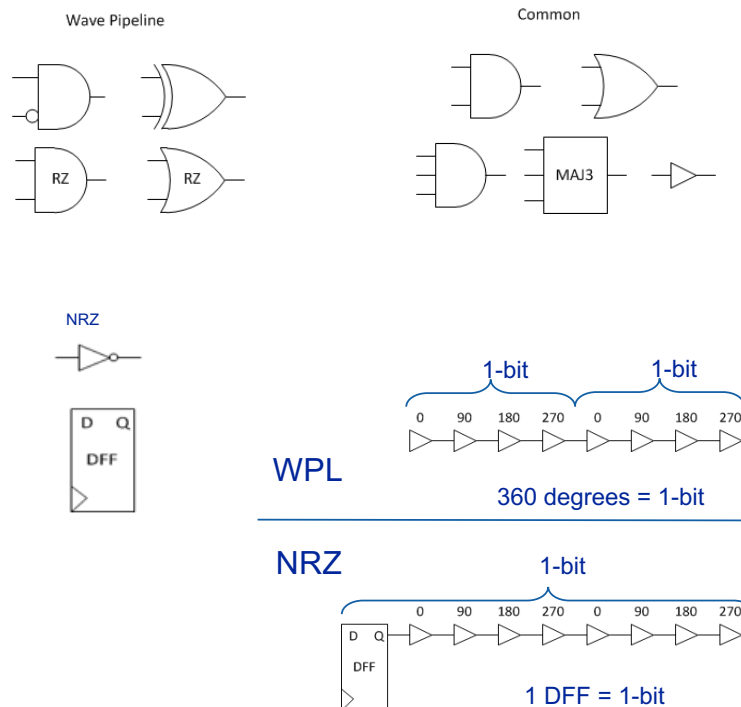 Wave Pipeline
Common
RZ
RZ
MAJ3
NRZ
D Q
DFF
WPL
1-bit 1-bit
0 90 180 270 0 90 180 270
360 degrees = 1-bit
NRZ
1-bit
0 90 180 270 0 90 180 270
D Q
DFF
1 DFF = 1-bit